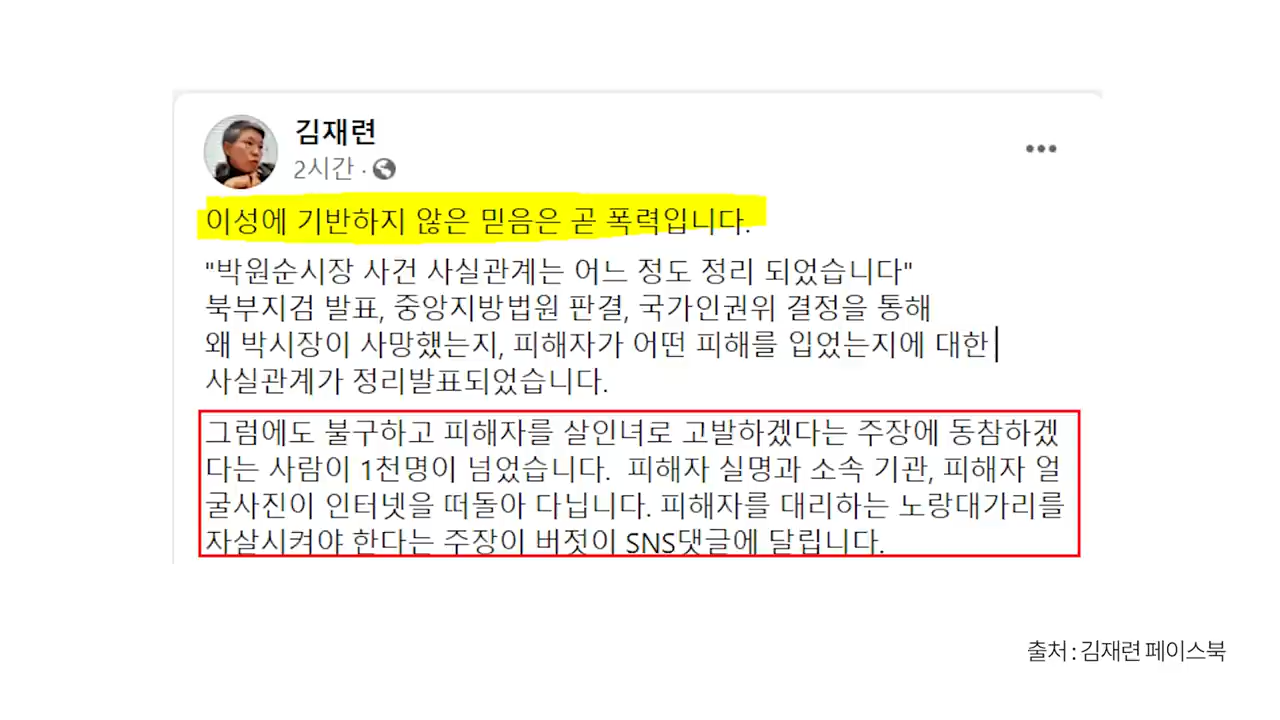 김재련
2시간 ·
이성에 기반하지 않은 믿음은 곧 폭력입니다.
"박원순시장 사건 사실관계는 어느 정도 정리 되었습니다"
북부지검 발표, 중앙지방법원 판결, 국가인권위 결정을 통해
왜 박시장이 사망했는지, 피해자가 어떤 피해를 입었는지에 대한
사실관계가 정리발표되었습니다.
그럼에도 불구하고 피해자를 살인녀로 고발하겠다는 주장에 동참하겠
다는 사람이 1천명이 넘었습니다. 피해자 실명과 소속 기관, 피해자 얼
굴사진이 인터넷을 떠돌아 다닙니다. 피해자를 대리하는 노랑대가리를
자살시켜야 한다는 주장이 버젓이 SNS댓글에 달립니다.
출처 : 김재련 페이스북